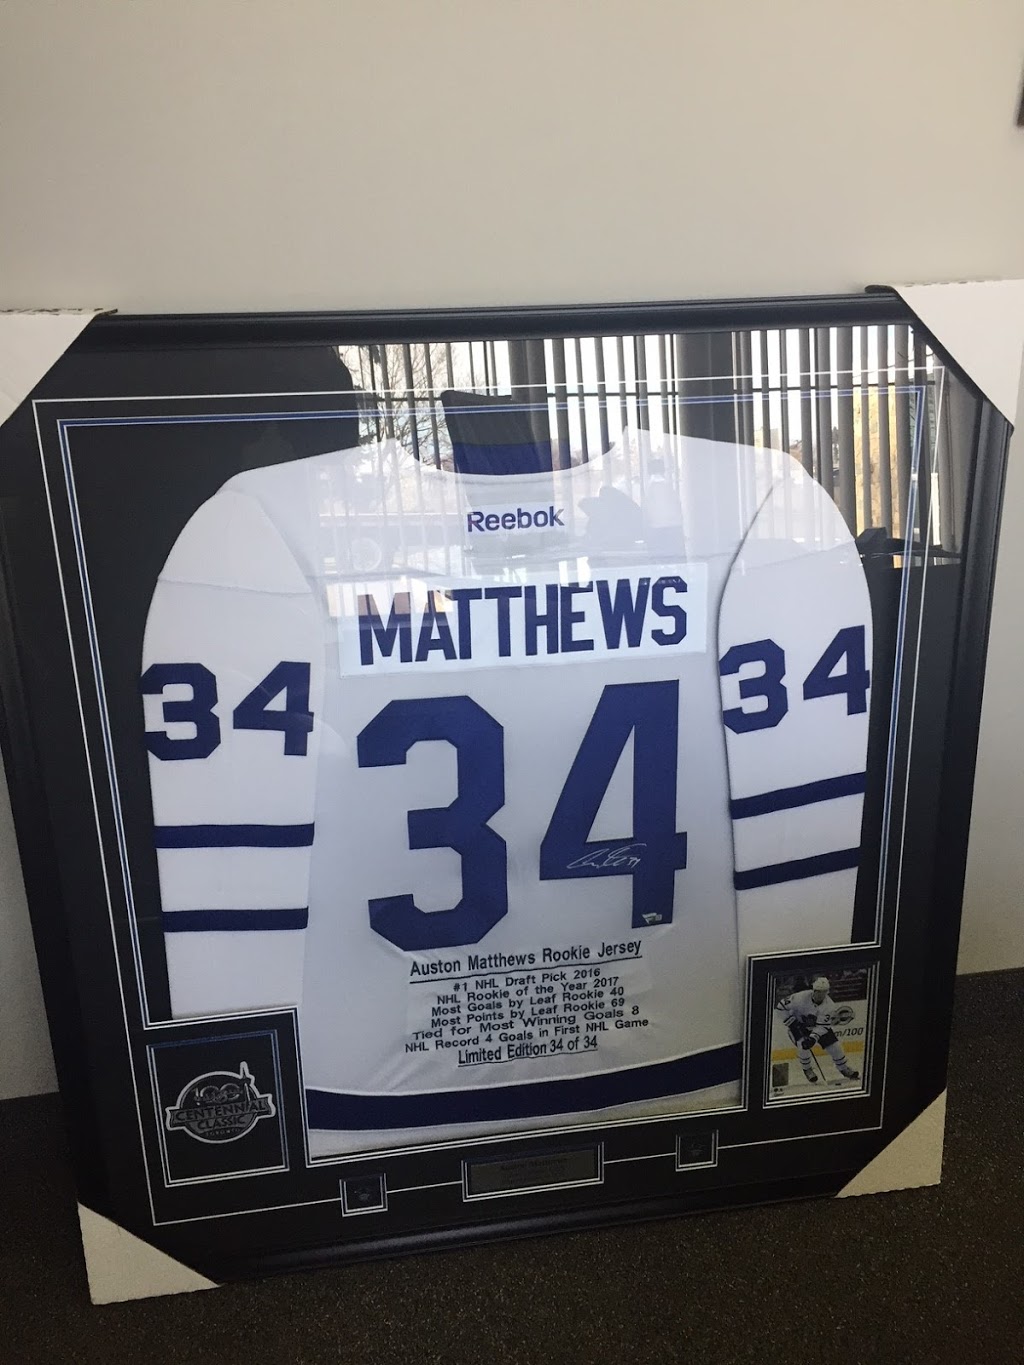 Reebok
MATTHEWS
34
34
34
Auston Matthews Rookie Jersey
#1 NHL Draft Pick 2016
NHL Rookie of the Year 2017
Most Goals by Leaf Rookie 40
Most Points by Leaf Rookie 69
Tied for Most Winning Goals 8
NHL Record 4 Goals in First NHL Game
Limited Edition 34 of 34
CENTENNIAL
CLASSIC
m/100